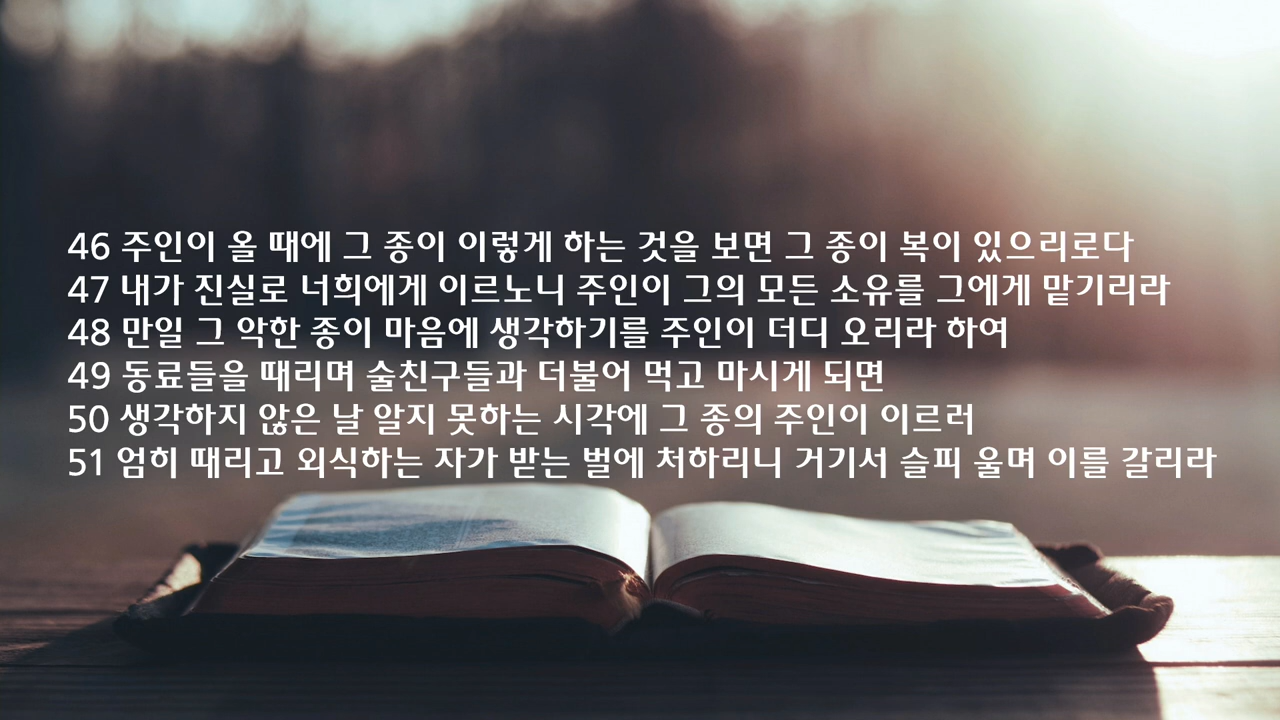 46 주인이 올 때에 그 종이 이렇게 하는 것을 보면 그 종이 복이 있으리로다
47 내가 진실로 너희에게 이르노니 주인이 그의 모든 소유를 그에게 맡기리라
48 만일 그 악한 종이 마음에 생각하기를 주인이 더디 오리라 하여
49 동료들을 때리며 술친구들과 더불어 먹고 마시게 되면
50 생각하지 않은 날 알지 못하는 시각에 그 종의 주인이 이르러
51 엄히 때리고 외식하는 자가 받는 벌에 처하리니 거기서 슬피 울며 이를 갈리라